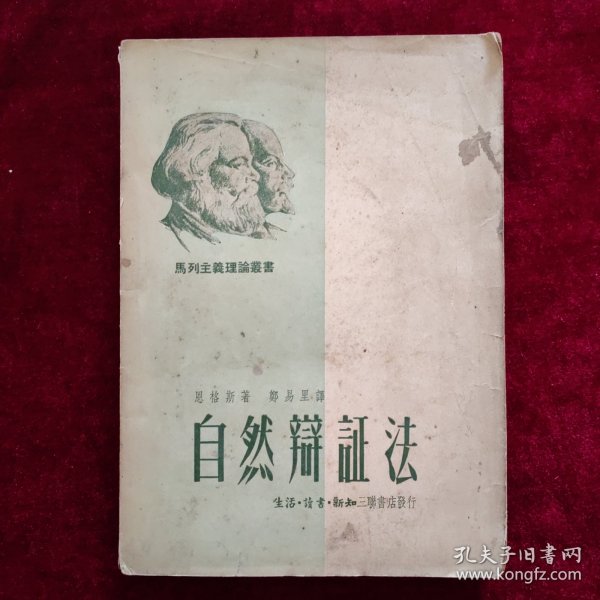 馬列主義理論叢書
恩格斯著 鄭易里譯
自然辯証法
生活·讀書·新知三聯書店發行
孔夫子旧书网
www.kongfz.com